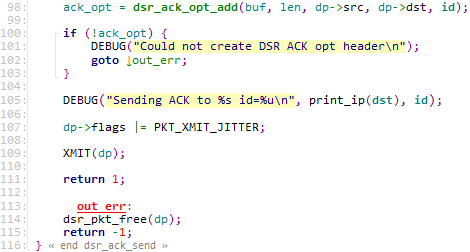 98: ack_opt = dsr_ack_opt_add(buf, len, dp->src, dp->dst, id);
99:
100: if (!ack_opt) {
101: DEBUG("Could not create DSR ACK opt header\n");
102: goto ↓out_err;
103: }
104:
105: DEBUG("Sending ACK to %s id=%u\n", print_ip(dst), id);
106:
107: dp->flags |= PKT_XMIT_JITTER;
108:
109: XMIT(dp);
110:
111: return 1;
112:
113: out_err:
114: dsr_pkt_free(dp);
115: return -1;
116: } « end dsr_ack_send »